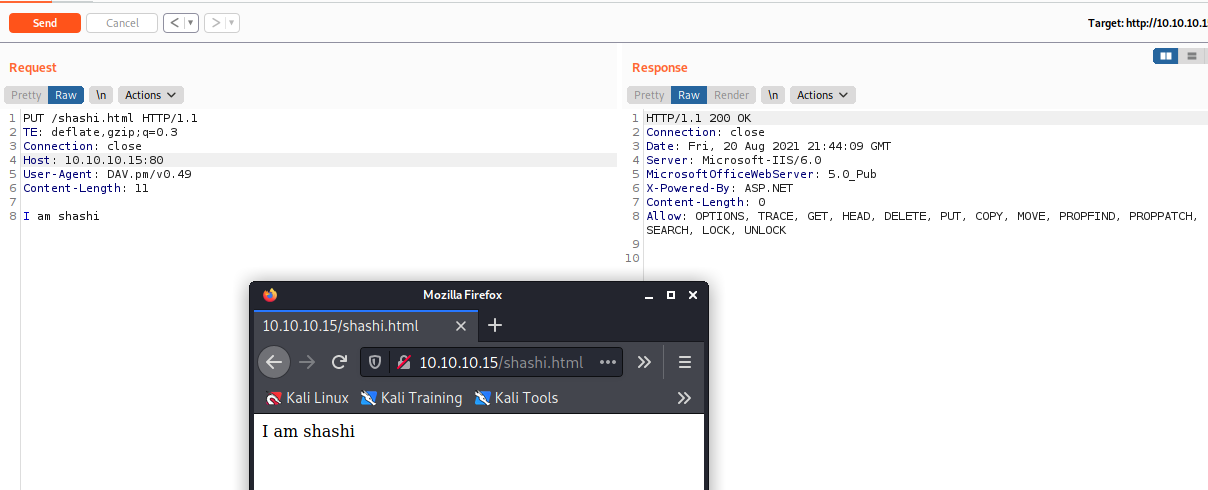 Send Cancel < > Target: http://10.10.10.1
Request
Pretty Raw \n Actions
1 PUT /shashi.html HTTP/1.1
2 TE: deflate,gzip;q=0.3
3 Connection: close
4 Host: 10.10.10.15:80
5 User-Agent: DAV.pm/v0.49
6 Content-Length: 11
7
8 I am shashi
Response
Pretty Raw Render \n Actions
1 HTTP/1.1 200 OK
2 Connection: close
3 Date: Fri, 20 Aug 2021 21:44:09 GMT
4 Server: Microsoft-IIS/6.0
5 MicrosoftOfficeWebServer: 5.0_Pub
6 X-Powered-By: ASP.NET
7 Content-Length: 0
8 Allow: OPTIONS, TRACE, GET, HEAD, DELETE, PUT, COPY, MOVE, PROPFIND, PROPPATCH,
SEARCH, LOCK, UNLOCK
9
10
Mozilla Firefox
10.10.10.15/shashi.html
10.10.10.15/shashi.html
Kali Linux Kali Training Kali Tools
I am shashi